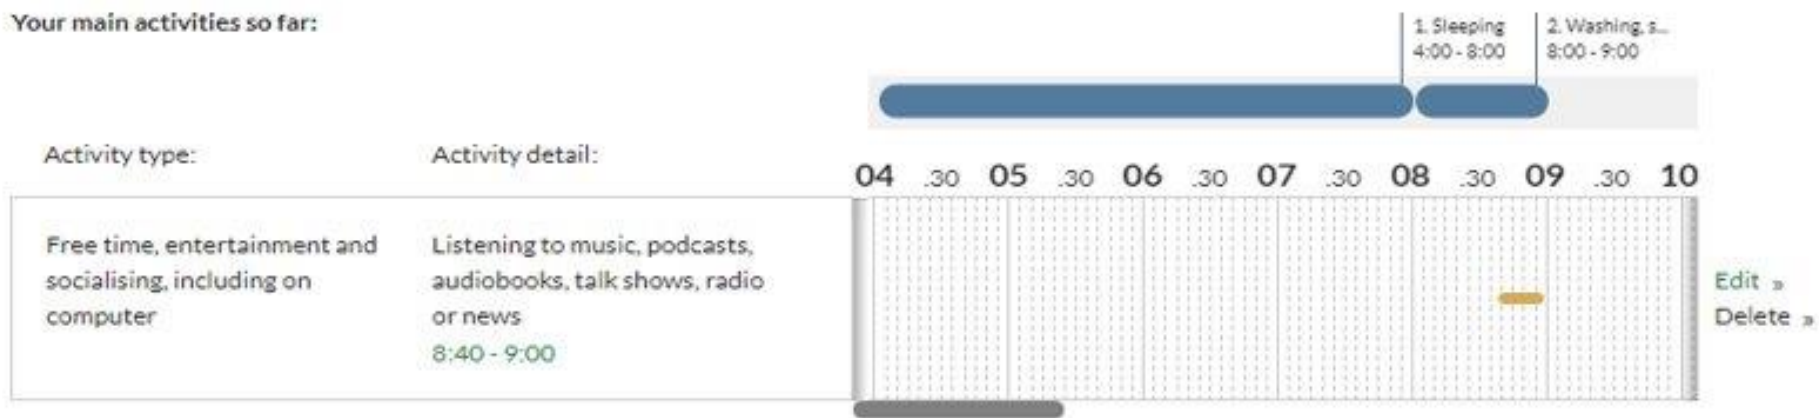 Your main activities so far:
1. Sleeping
4:00 - 8:00
2. Washing, s...
8:00 - 9:00
Activity type:
Activity detail:
04 .30 05 .30 06 .30 07 .30 08 .30 09 .30 10
Free time, entertainment and
socialising, including on
computer
Listening to music, podcasts,
audiobooks, talk shows, radio
or news
8:40 - 9:00
Edit »
Delete »